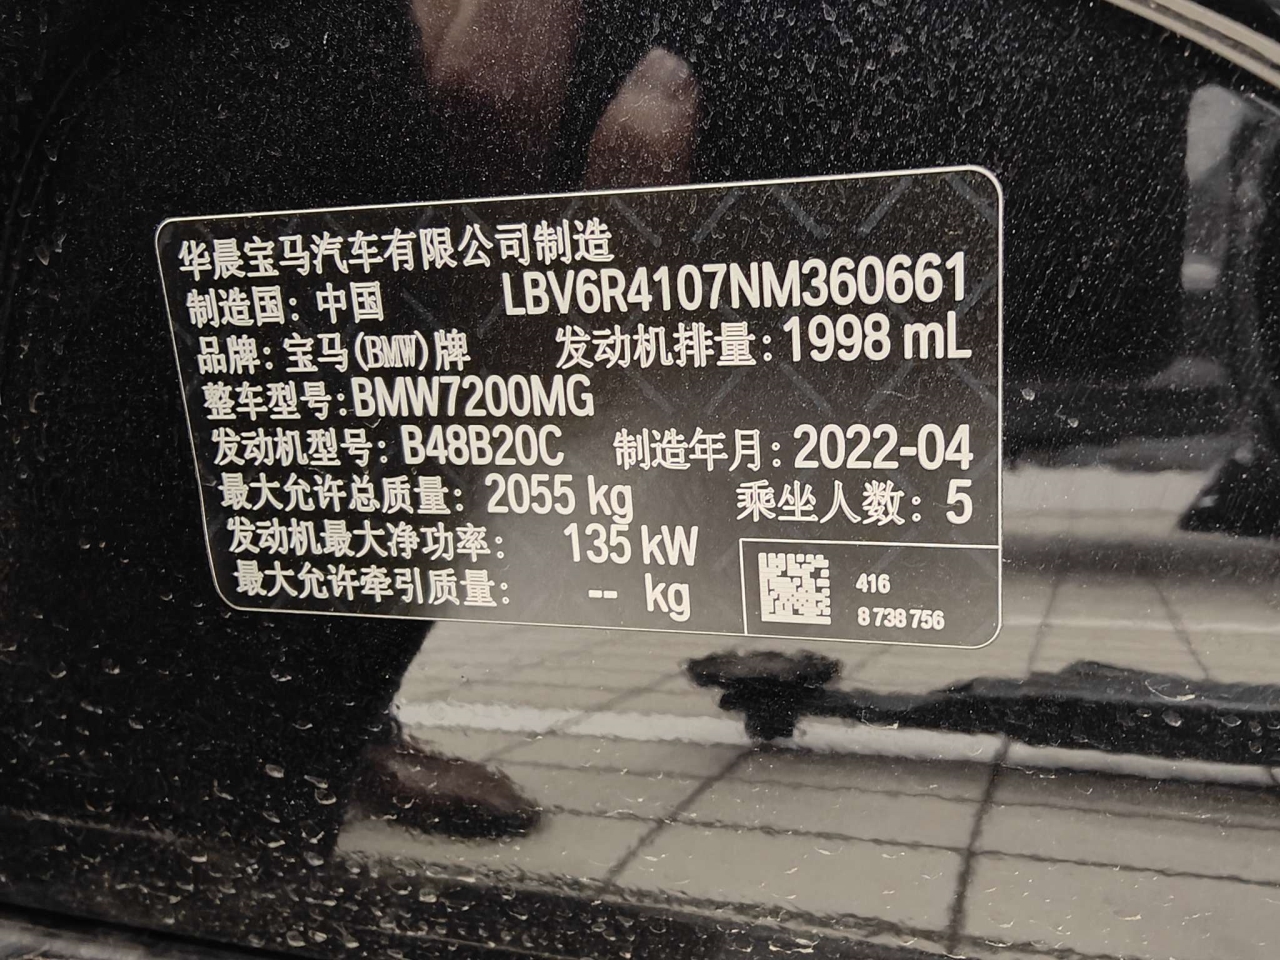 华晨宝马汽车有限公司制造
制造国：中国 LBV6R4107NM360661
品牌：宝马(BMW)牌 发动机排量：1998 mL
整车型号：BMW7200MG
发动机型号：B48B20C 制造年月：2022-04
最大允许总质量：2055 kg 乘坐人数：5
发动机最大净功率：135 kW
最大允许牵引质量：-- kg
416
8 738 756